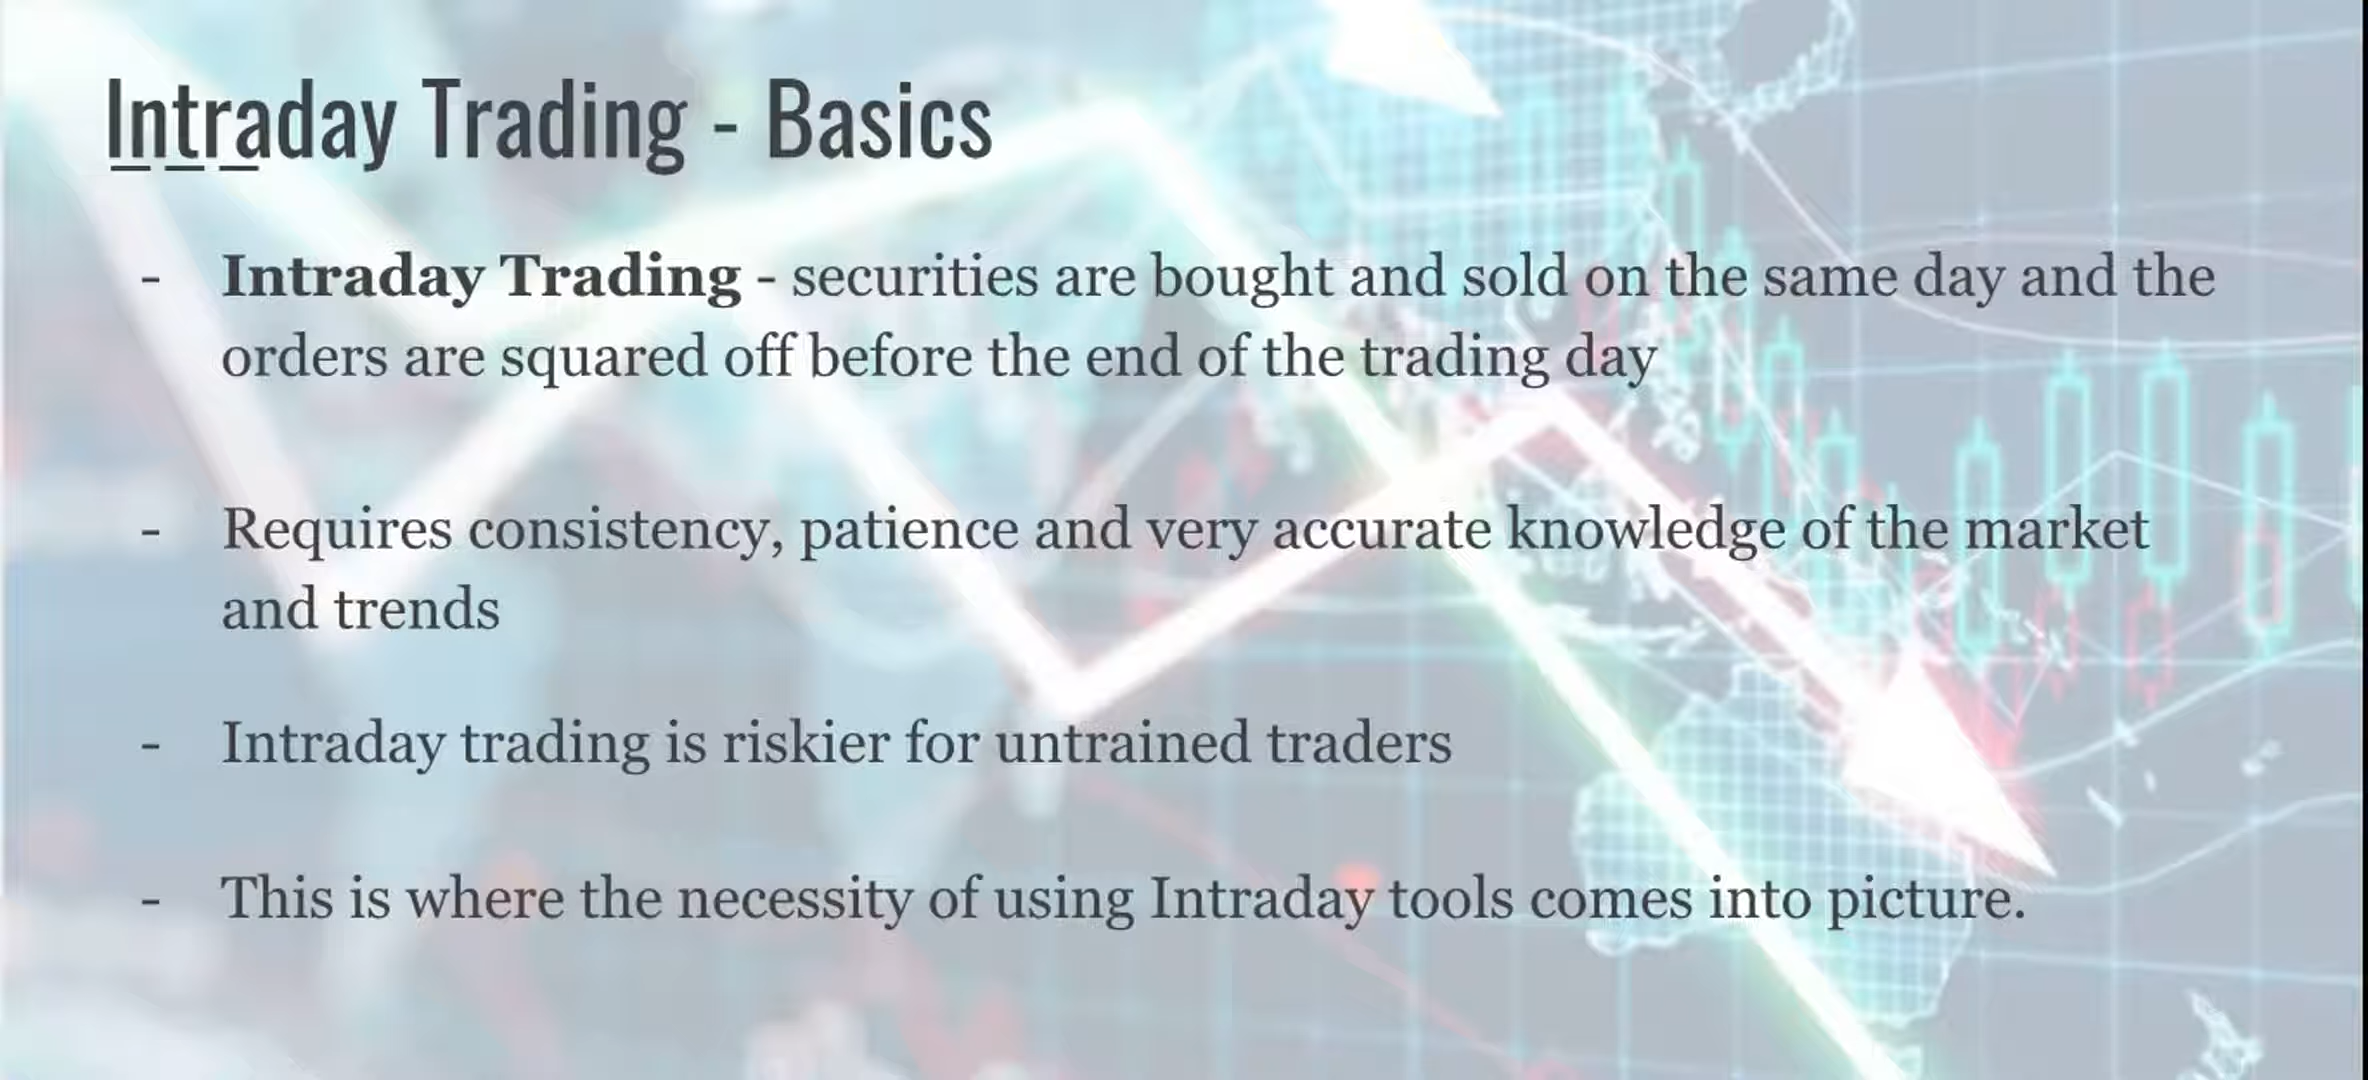 Intraday Trading - Basics
- Intraday Trading - securities are bought and sold on the same day and the
orders are squared off before the end of the trading day
- Requires consistency, patience and very accurate knowledge of the market
and trends
- Intraday trading is riskier for untrained traders
- This is where the necessity of using Intraday tools comes into picture.